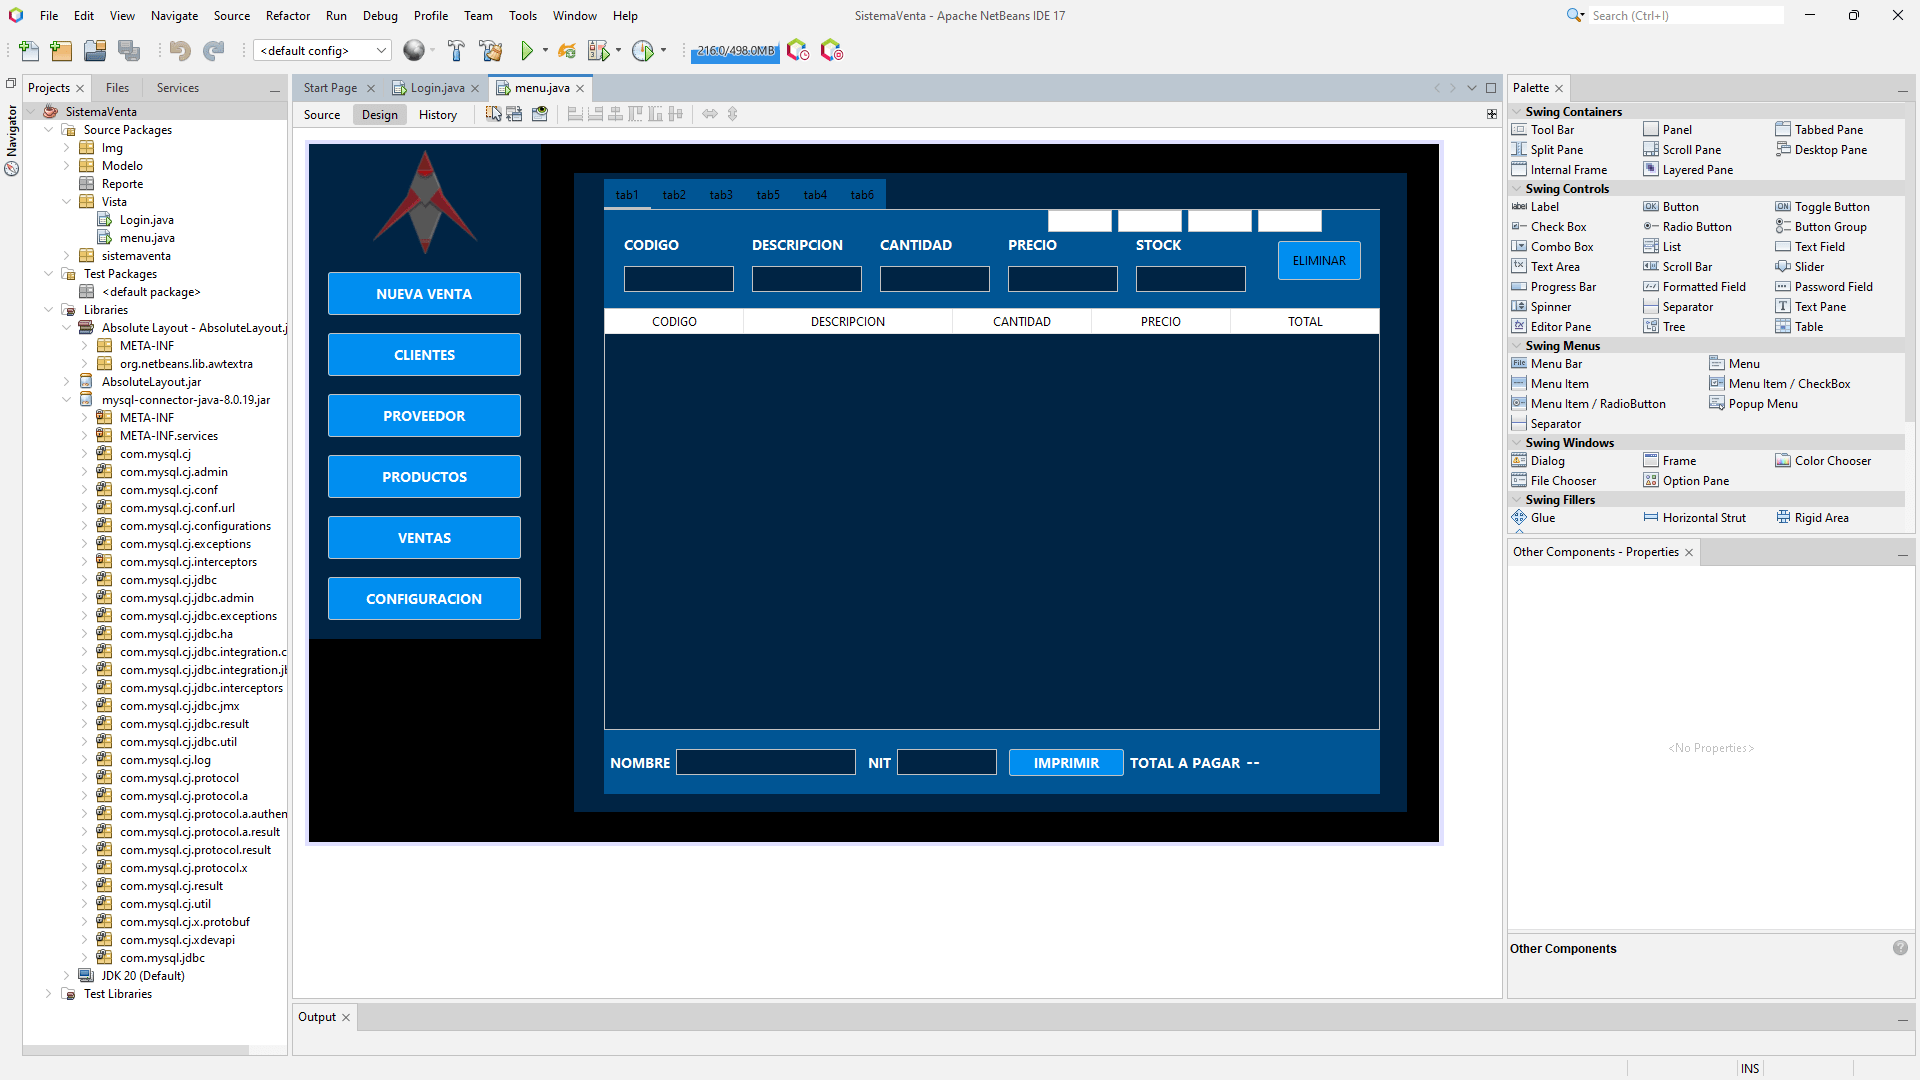 File Edit View Navigate Source Refactor Run Debug Profile Team Tools Window Help
SistemaVenta - Apache NetBeans IDE 17
Search (Ctrl+I)
<default config>
216.0/498.0MB
Projects Files Services
Navigator
SistemaVenta
Source Packages
Img
Modelo
Reporte
Vista
Login.java
menu.java
sistemaventa
Test Packages
<default package>
Libraries
Absolute Layout - AbsoluteLayout.j
META-INF
org.netbeans.lib.awtextra
AbsoluteLayout.jar
mysql-connector-java-8.0.19.jar
META-INF
META-INF.services
com.mysql.cj
com.mysql.cj.admin
com.mysql.cj.conf
com.mysql.cj.conf.url
com.mysql.cj.configurations
com.mysql.cj.exceptions
com.mysql.cj.interceptors
com.mysql.cj.jdbc
com.mysql.cj.jdbc.admin
com.mysql.cj.jdbc.exceptions
com.mysql.cj.jdbc.ha
com.mysql.cj.jdbc.integration.c
com.mysql.cj.jdbc.integration.jb
com.mysql.cj.jdbc.interceptors
com.mysql.cj.jdbc.jmx
com.mysql.cj.jdbc.result
com.mysql.cj.jdbc.util
com.mysql.cj.log
com.mysql.cj.protocol
com.mysql.cj.protocol.a
com.mysql.cj.protocol.a.authen
com.mysql.cj.protocol.a.result
com.mysql.cj.protocol.result
com.mysql.cj.protocol.x
com.mysql.cj.result
com.mysql.cj.util
com.mysql.cj.x.protobuf
com.mysql.cj.xdevapi
com.mysql.jdbc
JDK 20 (Default)
Test Libraries
Start Page Login.java menu.java
Source Design History
NUEVA VENTA
CLIENTES
PROVEEDOR
PRODUCTOS
VENTAS
CONFIGURACION
tab1 tab2 tab3 tab5 tab4 tab6
CODIGO DESCRIPCION CANTIDAD PRECIO STOCK
ELIMINAR
CODIGO DESCRIPCION CANTIDAD PRECIO TOTAL
NOMBRE NIT IMPRIMIR TOTAL A PAGAR --
Palette
Swing Containers
Tool Bar Panel Tabbed Pane
Split Pane Scroll Pane Desktop Pane
Internal Frame Layered Pane
Swing Controls
label Label OK Button ON Toggle Button
Check Box Radio Button Button Group
Combo Box List Text Field
Text Area Scroll Bar Slider
Progress Bar Formatted Field Password Field
Spinner Separator Text Pane
Editor Pane Tree Table
Swing Menus
File Menu Bar Menu
Menu Item Menu Item / CheckBox
Menu Item / RadioButton Popup Menu
Separator
Swing Windows
Dialog Frame Color Chooser
File Chooser Option Pane
Swing Fillers
Glue Horizontal Strut Rigid Area
Other Components - Properties
<No Properties>
Other Components
Output
INS